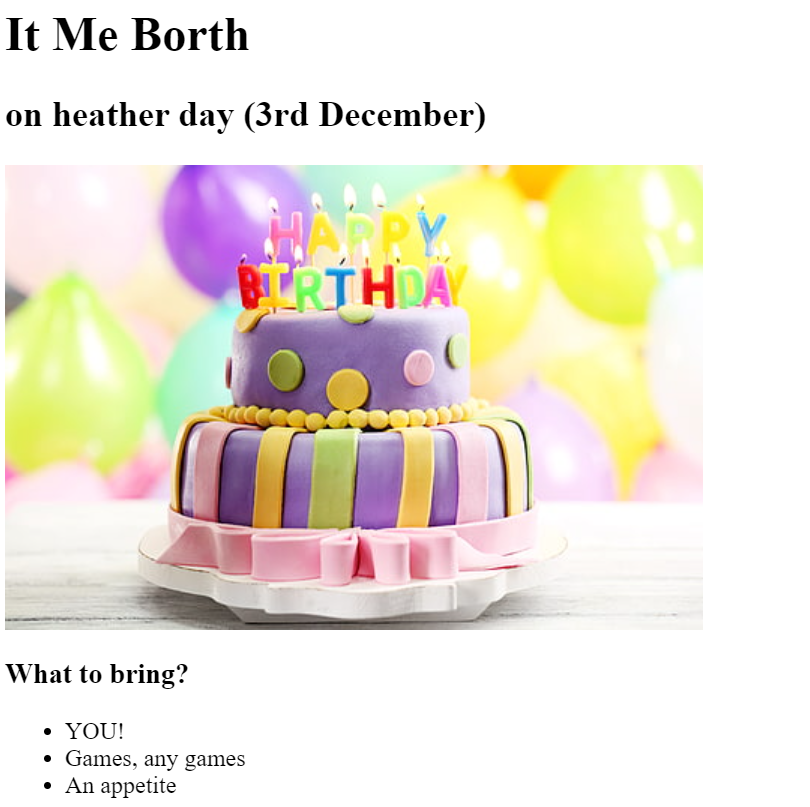 It Me Borth
on heather day (3rd December)
HAPPY
BIRTHDAY
What to bring?
YOU!
Games, any games
An appetite